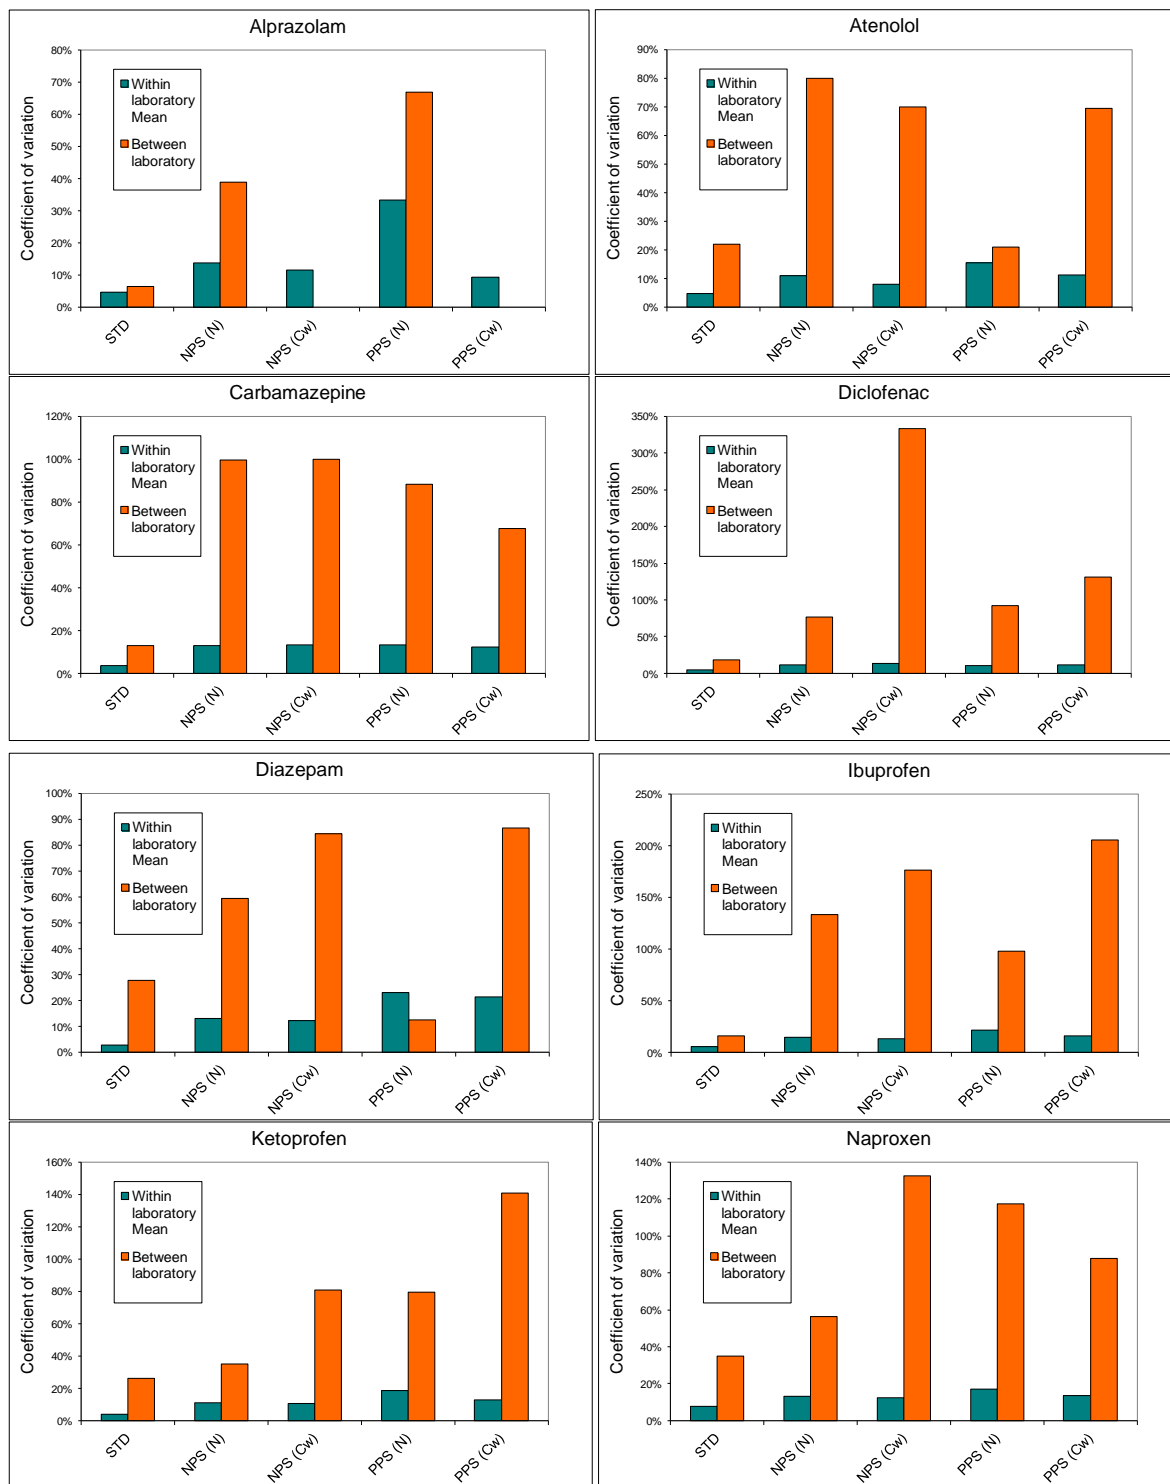 Alprazolam
80%
70%
60%
50%
40%
30%
20%
10%
0%
Coefficient of variation
Within
laboratory
Mean
Between
laboratory
STD
NPS (N)
NPS (Cw)
PPS (N)
PPS (Cw)
Atenolol
90%
80%
70%
60%
50%
40%
30%
20%
10%
0%
Coefficient of variation
Within
laboratory
Mean
Between
laboratory
STD
NPS (N)
NPS (Cw)
PPS (N)
PPS (Cw)
Carbamazepine
120%
100%
80%
60%
40%
20%
0%
Coefficient of variation
Within
laboratory
Mean
Between
laboratory
STD
NPS (N)
NPS (Cw)
PPS (N)
PPS (Cw)
Diclofenac
350%
300%
250%
200%
150%
100%
50%
0%
Coefficient of variation
Within
laboratory
Mean
Between
laboratory
STD
NPS (N)
NPS (Cw)
PPS (N)
PPS (Cw)
Diazepam
100%
90%
80%
70%
60%
50%
40%
30%
20%
10%
0%
Coefficient of variation
Within
laboratory
Mean
Between
laboratory
STD
NPS (N)
NPS (Cw)
PPS (N)
PPS (Cw)
Ibuprofen
250%
200%
150%
100%
50%
0%
Coefficient of variation
Within
laboratory
Mean
Between
laboratory
STD
NPS (N)
NPS (Cw)
PPS (N)
PPS (Cw)
Ketoprofen
160%
140%
120%
100%
80%
60%
40%
20%
0%
Coefficient of variation
Within
laboratory
Mean
Between
laboratory
STD
NPS (N)
NPS (Cw)
PPS (N)
PPS (Cw)
Naproxen
140%
120%
100%
80%
60%
40%
20%
0%
Coefficient of variation
Within
laboratory
Mean
Between
laboratory
STD
NPS (N)
NPS (Cw)
PPS (N)
PPS (Cw)